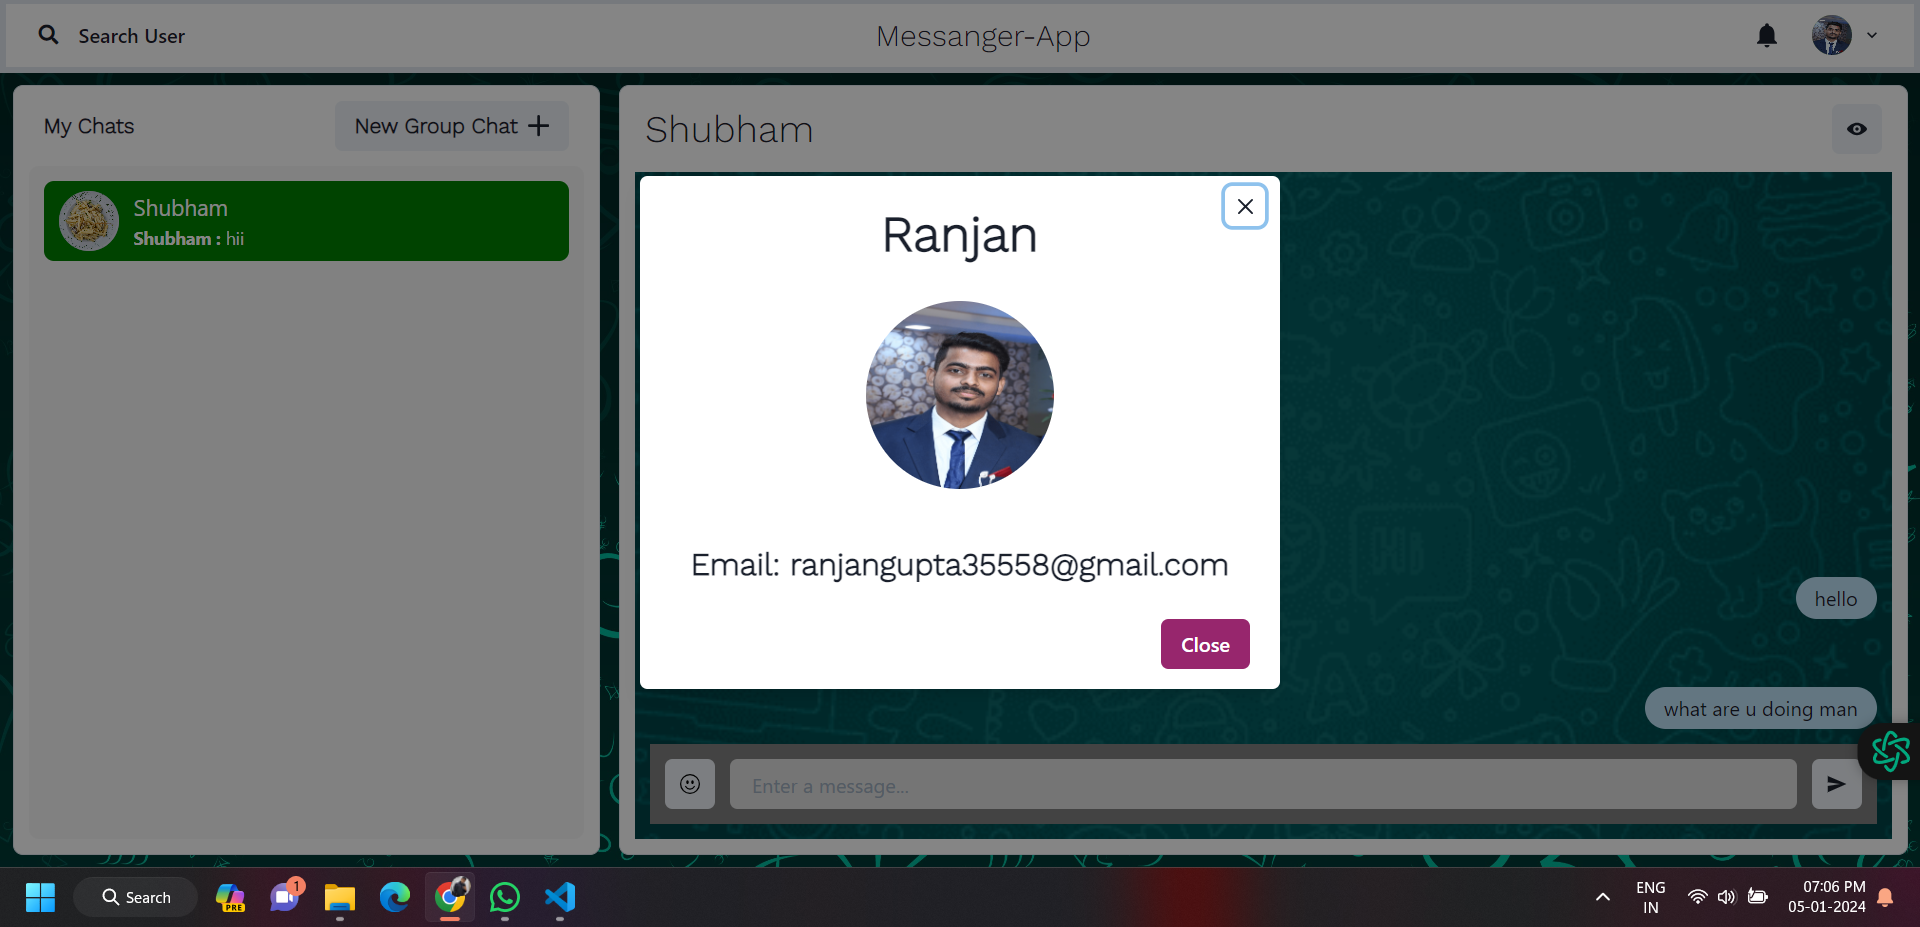 Search User
Messanger-App
My Chats
New Group Chat
Shubham
Shubham : hii
Shubham
Ranjan
Email: ranjangupta35558@gmail.com
Close
hello
what are u doing man
Enter a message...
Search
PRE
1
ENG
IN
07:06 PM
05-01-2024